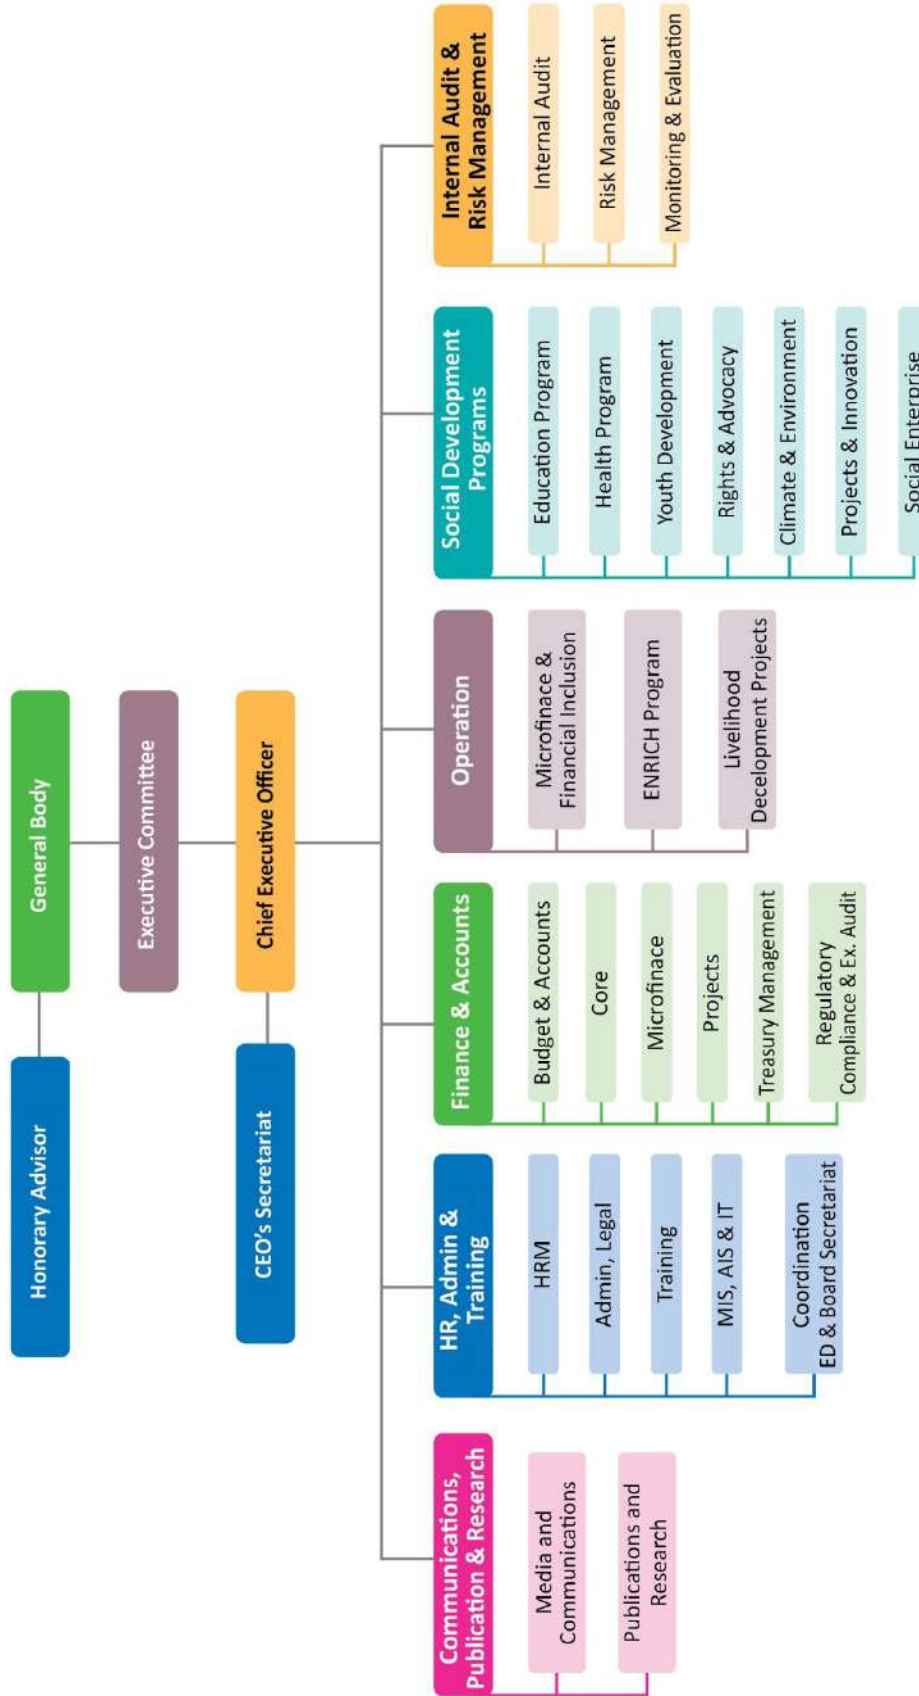 General Body
Honorary Advisor
Executive Committee
Chief Executive Officer
CEO's Secretariat
Communications,
Publication & Research
Media and
Communications
Publications and
Research
HR, Admin &
Training
HRM
Admin, Legal
Training
MIS, AIS & IT
Coordination
ED & Board Secretariat
Finance & Accounts
Budget & Accounts
Core
Microfinace
Projects
Treasury Management
Regulatory
Compliance & Ex. Audit
Operation
Microfinace &
Financial Inclusion
ENRICH Program
Livelihood
Decelopment Projects
Social Development
Programs
Education Program
Health Program
Youth Development
Rights & Advocacy
Climate & Environment
Projects & Innovation
Social Enterprise
Internal Audit &
Risk Management
Internal Audit
Risk Management
Monitoring & Evaluation